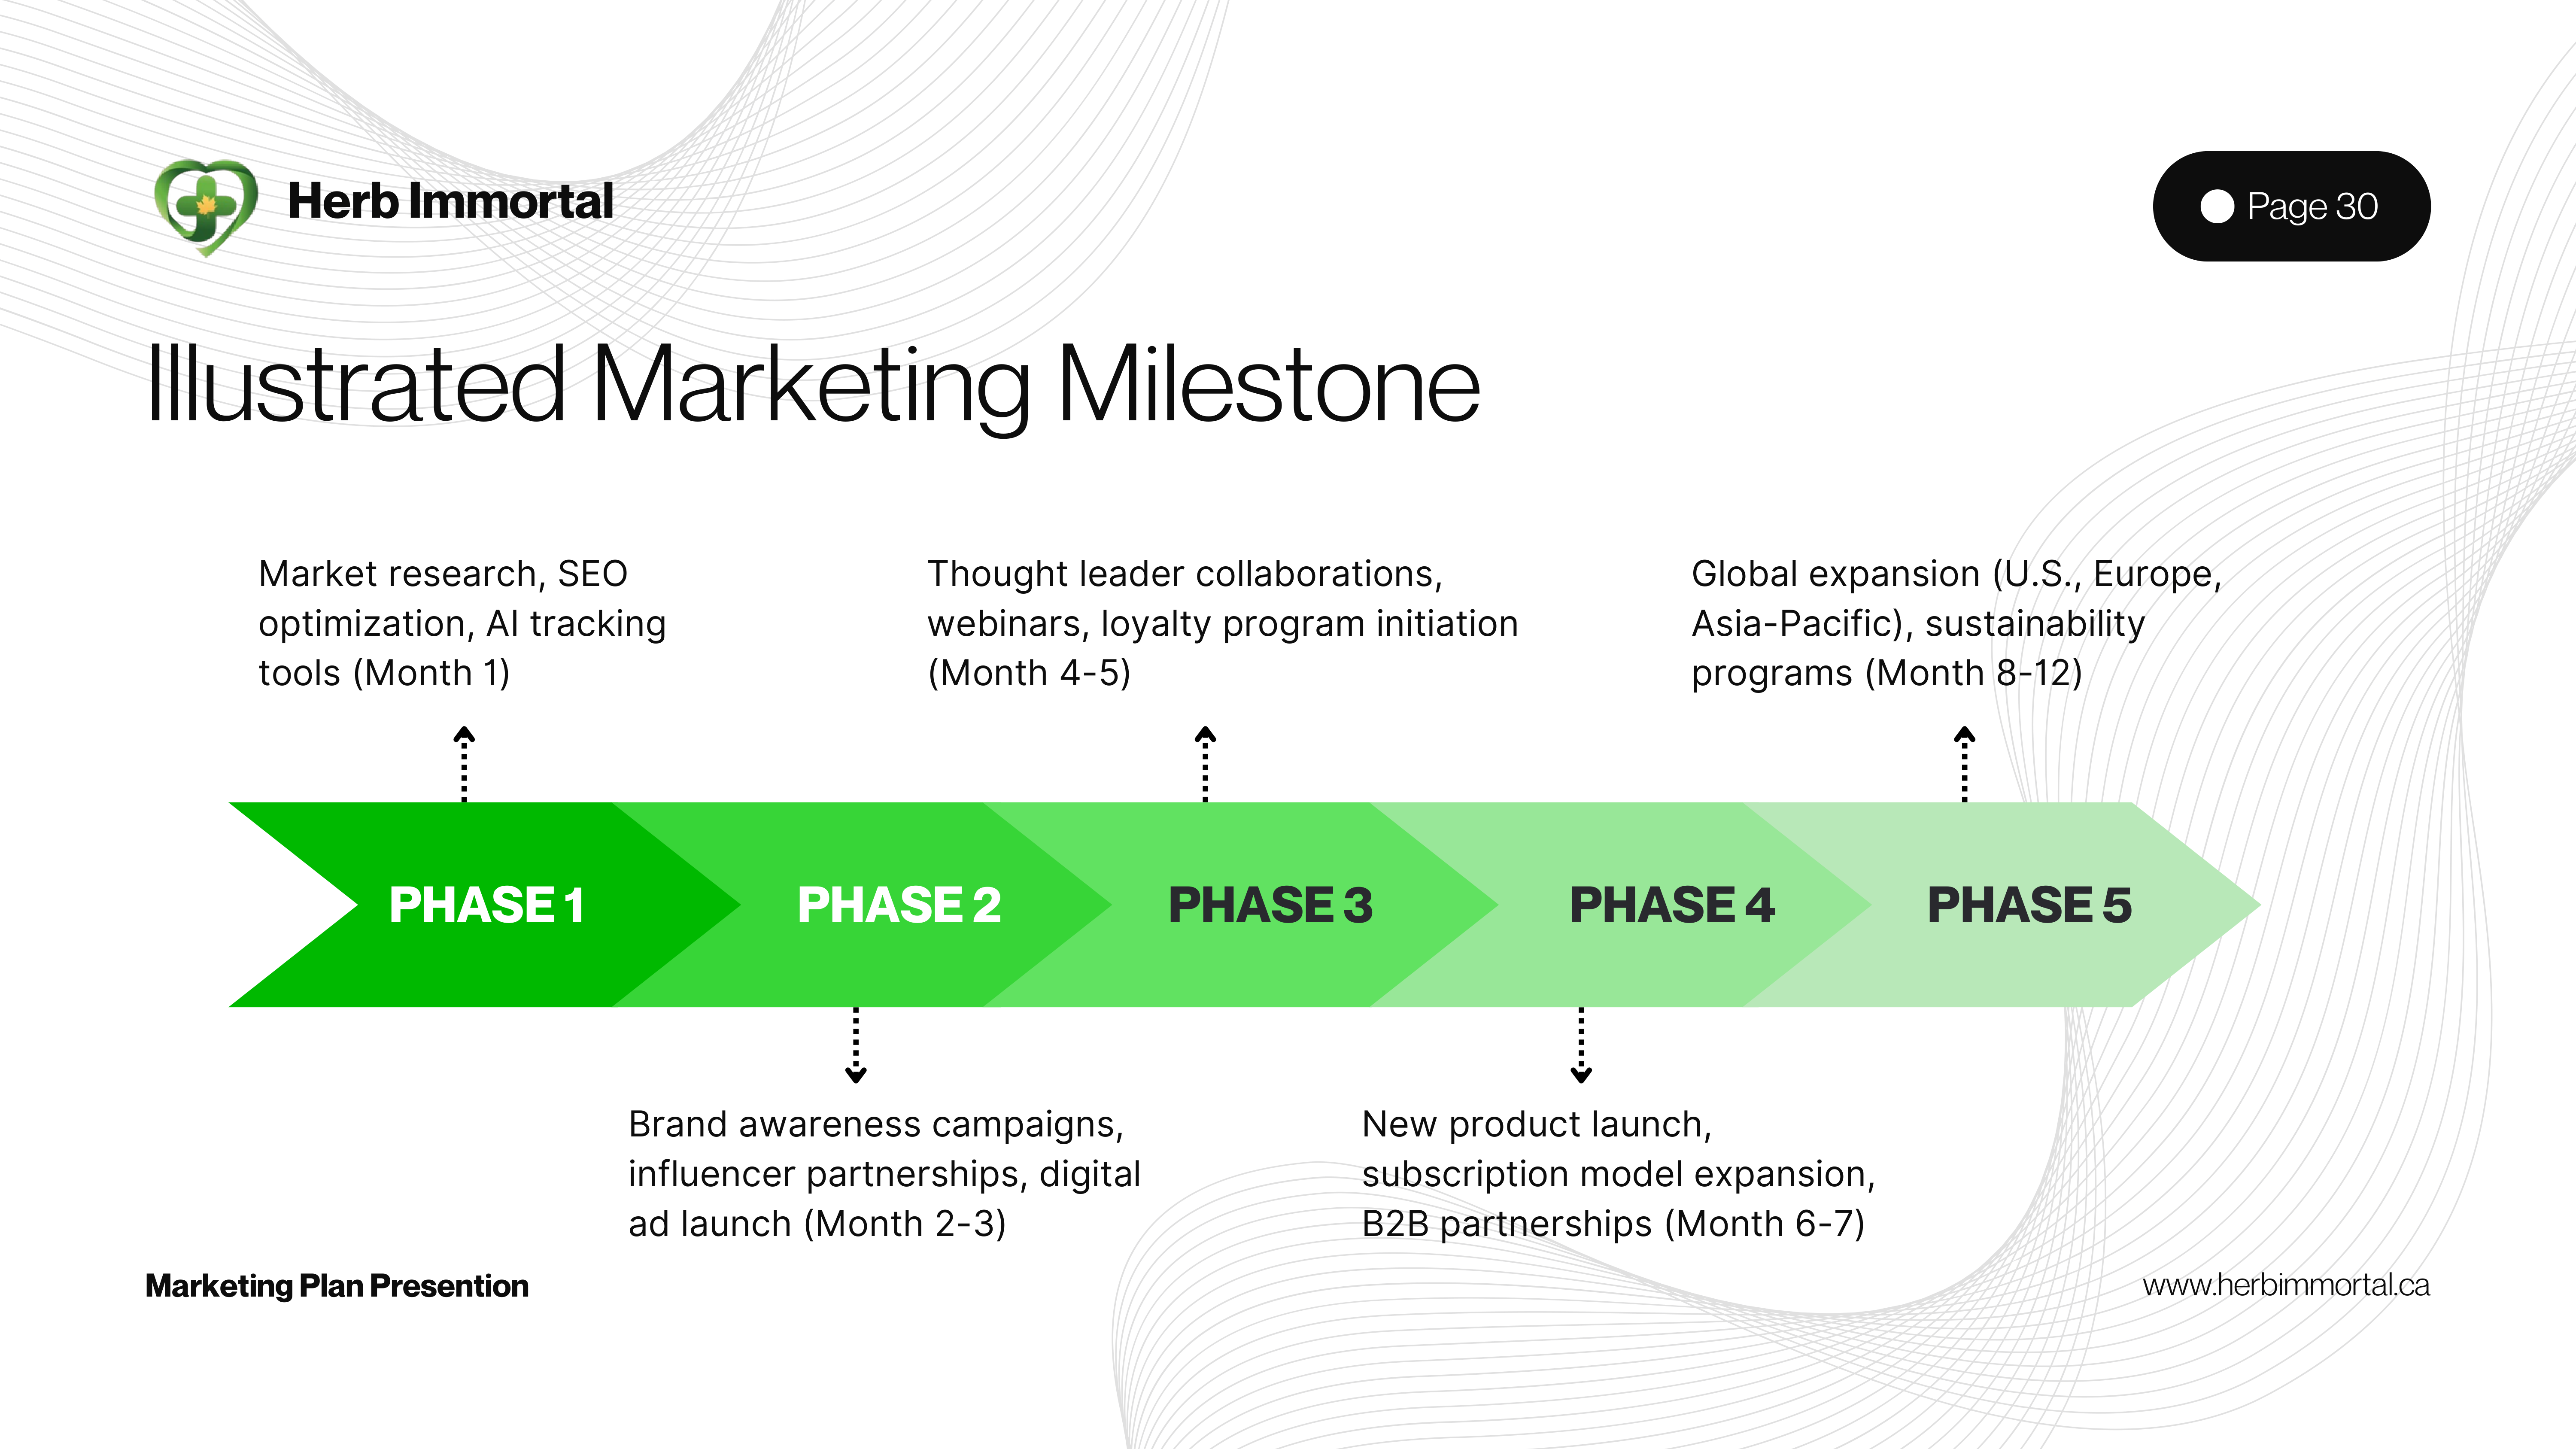 Herb Immortal
Page 30
Illustrated Marketing Milestone
Market research, SEO
optimization, AI tracking
tools (Month 1)
Thought leader collaborations,
webinars, loyalty program initiation
(Month 4-5)
Global expansion (U.S., Europe,
Asia-Pacific), sustainability
programs (Month 8-12)
PHASE 1
PHASE 2
PHASE 3
PHASE 4
PHASE 5
Brand awareness campaigns,
influencer partnerships, digital
ad launch (Month 2-3)
New product launch,
subscription model expansion,
B2B partnerships (Month 6-7)
Marketing Plan Presention
www.herbimmortal.ca